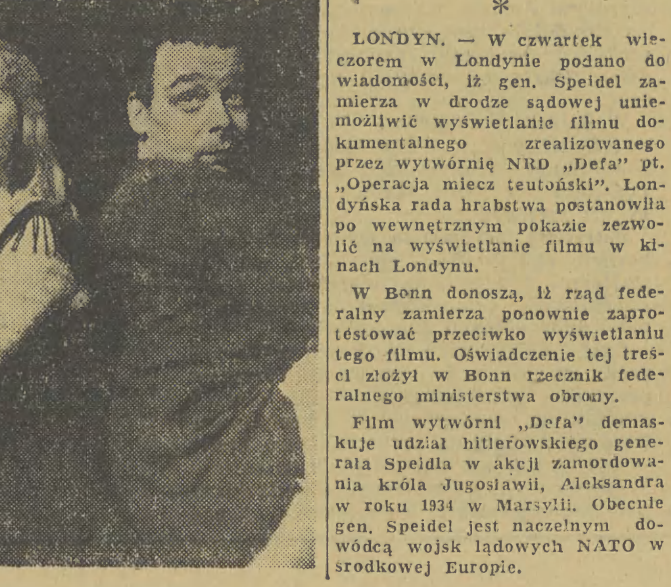 *
LONDYN. — W czwartek wie-
czorem w Londynie podano do
wiadomości, iż gen. Speidel za-
mierza w drodze sądowej unie-
możliwić wyświetlanie filmu do-
kumentalnego zrealizowanego
przez wytwórnię NRD „Defa" pt.
„Operacja miecz teutoński". Lon-
dyńska rada hrabstwa postanowiła
po wewnętrznym pokazie zezwo-
lić na wyświetlanie filmu w ki-
nach Londynu.
W Bonn donoszą, iż rząd fede-
ralny zamierza ponownie zapro-
testować przeciwko wyświetlaniu
tego filmu. Oświadczenie tej treś-
ci złożył w Bonn rzecznik fede-
ralnego ministerstwa obrony.
Film wytwórni „Defa" demas-
kuje udział hitlerowskiego gene-
rała Speidla w akcji zamordowa-
nia króla Jugosławii, Aleksandra
w roku 1934 w Marsylii. Obecnie
gen. Speidel jest naczelnym do-
wódcą wojsk lądowych NATO w
środkowej Europie.